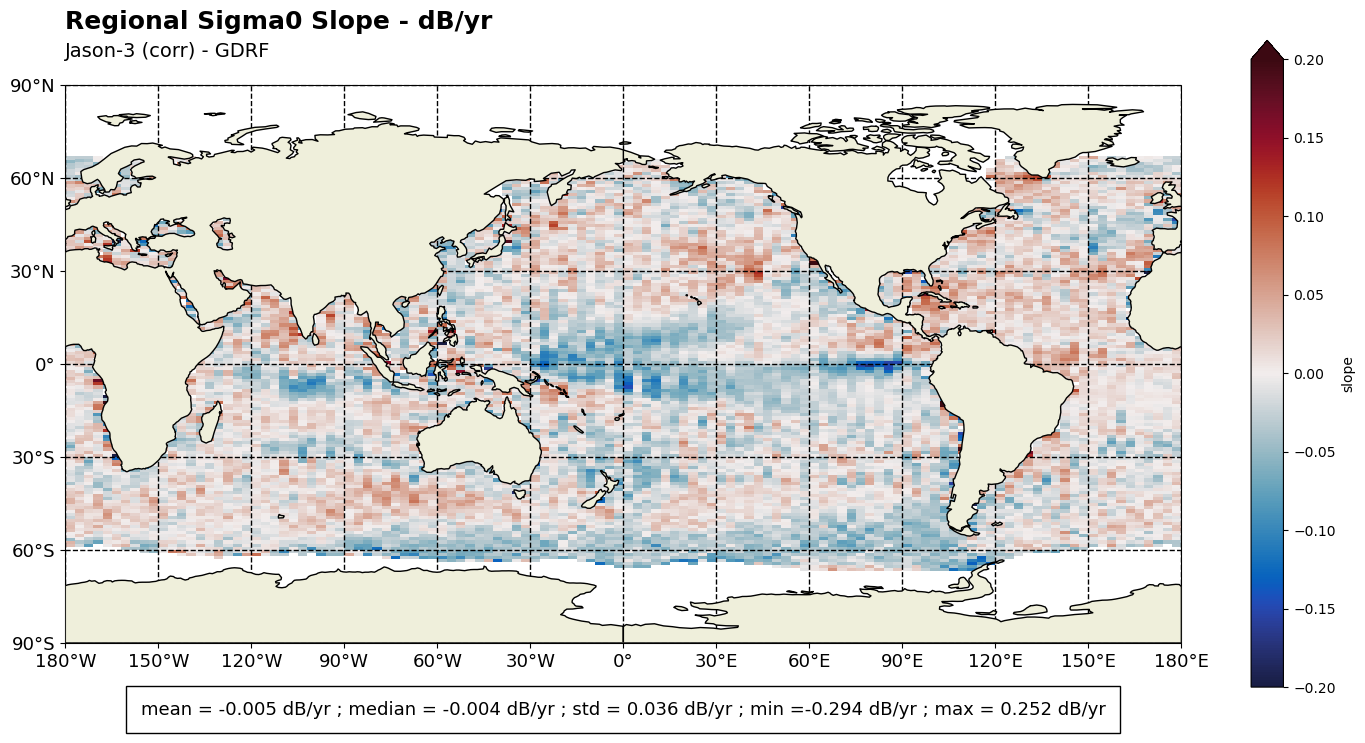 Regional Sigma0 Slope - dB/yr
Jason-3 (corr) - GDRF
90°N
60°N
30°N
0°
30°S
60°S
90°S
180°W 150°W 120°W 90°W 60°W 30°W 0° 30°E 60°E 90°E 120°E 150°E 180°E
0.20
0.15
0.10
0.05
0.00
−0.05
−0.10
−0.15
−0.20
slope
mean = -0.005 dB/yr ; median = -0.004 dB/yr ; std = 0.036 dB/yr ; min =-0.294 dB/yr ; max = 0.252 dB/yr